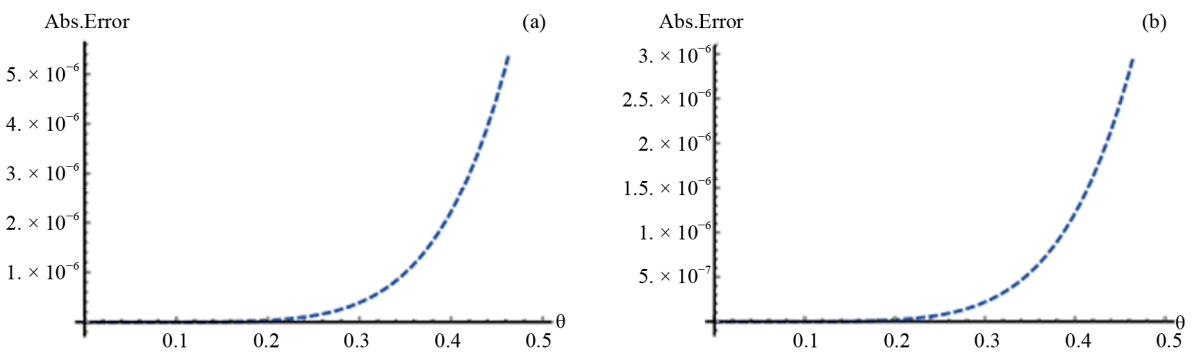 Abs.Error
(a)
5. × 10⁻⁶
4. × 10⁻⁶
3. × 10⁻⁶
2. × 10⁻⁶
1. × 10⁻⁶
θ
0.1 0.2 0.3 0.4 0.5
Abs.Error
(b)
3. × 10⁻⁶
2.5 × 10⁻⁶
2. × 10⁻⁶
1.5 × 10⁻⁶
1. × 10⁻⁶
5. × 10⁻⁷
θ
0.1 0.2 0.3 0.4 0.5